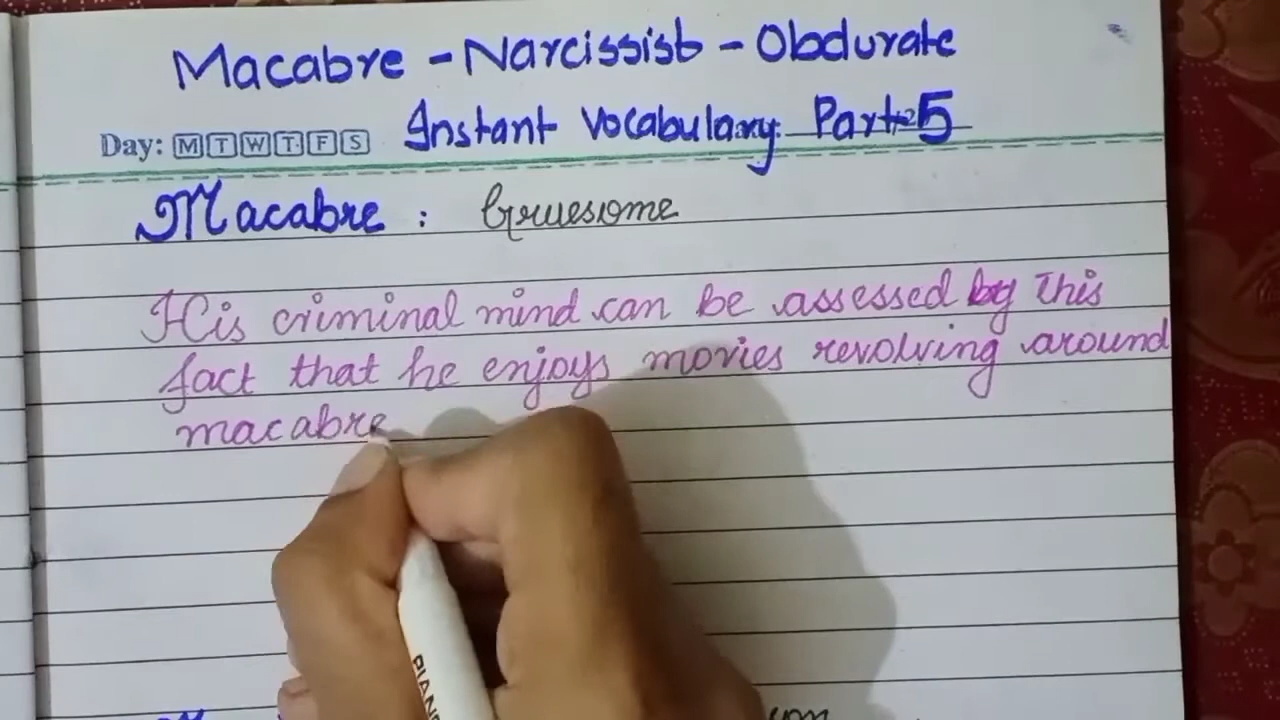 Macabre - Narcissist - Obdurate
Instant Vocabulary Part 5
Day: M T W T F S
Macabre : Gruesome
His criminal mind can be assessed by this
fact that he enjoys movies revolving around
macabre
PIANO